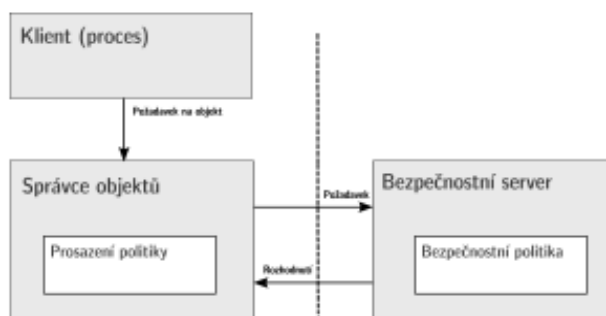 Klient (proces)
Požadavek na objekt
Správce objektů
Bezpečnostní server
Požadavek
Prosazení politiky
Bezpečnostní politika
Rozhodnutí